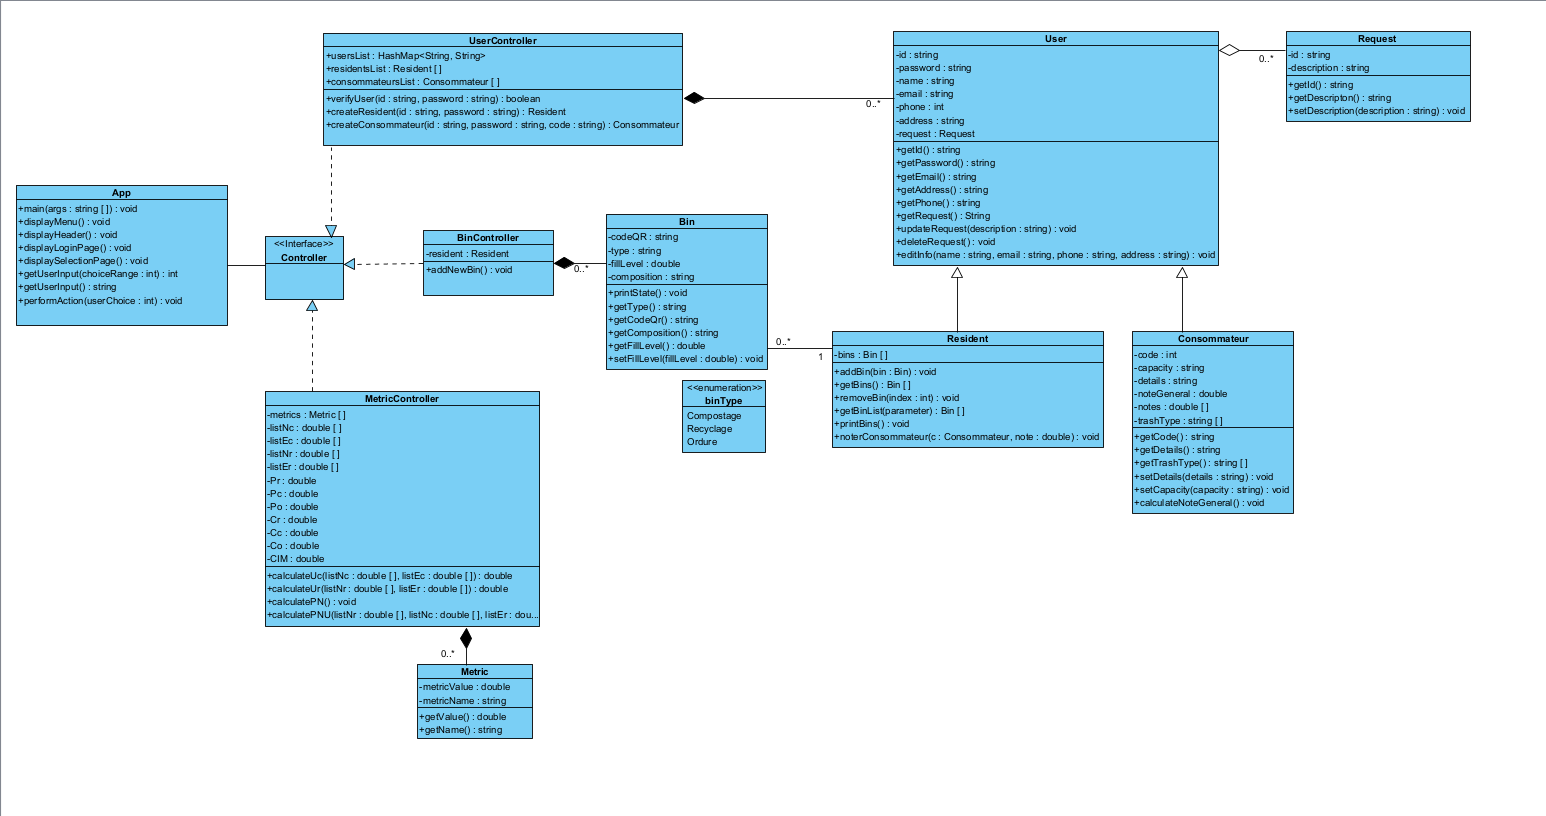 UserController
+usersList : HashMap<String, String>
+residentsList : Resident [ ]
+consommateursList : Consommateur [ ]
+verifyUser(id : string, password : string) : boolean
+createResident(id : string, password : string) : Resident
+createConsommateur(id : string, password : string, code : string) : Consommateur
0..*
User
-id : string
-password : string
-name : string
-email : string
-phone : int
-address : string
-request : Request
+getId() : string
+getPassword() : string
+getEmail() : string
+getAddress() : string
+getPhone() : string
+getRequest() : String
+updateRequest(description : string) : void
+deleteRequest() : void
+editInfo(name : string, email : string, phone : string, address : string) : void
0..*
Request
-id : string
-description : string
+getId() : string
+getDescripton() : string
+setDescription(description : string) : void
App
+main(args : string [ ]) : void
+displayMenu() : void
+displayHeader() : void
+displayLoginPage() : void
+displaySelectionPage() : void
+getUserInput(choiceRange : int) : int
+getUserInput() : string
+performAction(userChoice : int) : void
<<Interface>>
Controller
BinController
-resident : Resident
+addNewBin() : void
0..*
Bin
-codeQR : string
-type : string
-fillLevel : double
-composition : string
+printState() : void
+getType() : string
+getCodeQr() : string
+getComposition() : string
+getFillLevel() : double
+setFillLevel(fillLevel : double) : void
0..*
1
<<enumeration>>
binType
Compostage
Recyclage
Ordure
Resident
-bins : Bin [ ]
+addBin(bin : Bin) : void
+getBins() : Bin [ ]
+removeBin(index : int) : void
+getBinList(parameter) : Bin [ ]
+printBins() : void
+noterConsommateur(c : Consommateur, note : double) : void
Consommateur
-code : int
-capacity : string
-details : string
-noteGeneral : double
-notes : double [ ]
-trashType : string [ ]
+getCode() : string
+getDetails() : string
+getTrashType() : string [ ]
+setDetails(details : string) : void
+setCapacity(capacity : string) : void
+calculateNoteGeneral() : void
MetricController
-metrics : Metric [ ]
-listNc : double [ ]
-listEc : double [ ]
-listNr : double [ ]
-listEr : double [ ]
-Pr : double
-Pc : double
-Po : double
-Cr : double
-Cc : double
-Co : double
-CIM : double
+calculateUc(listNc : double [ ], listEc : double [ ]) : double
+calculateUr(listNr : double [ ], listEr : double [ ]) : double
+calculatePN() : void
+calculatePNU(listNr : double [ ], listNc : double [ ], listEr : dou...
0..*
Metric
-metricValue : double
-metricName : string
+getValue() : double
+getName() : string